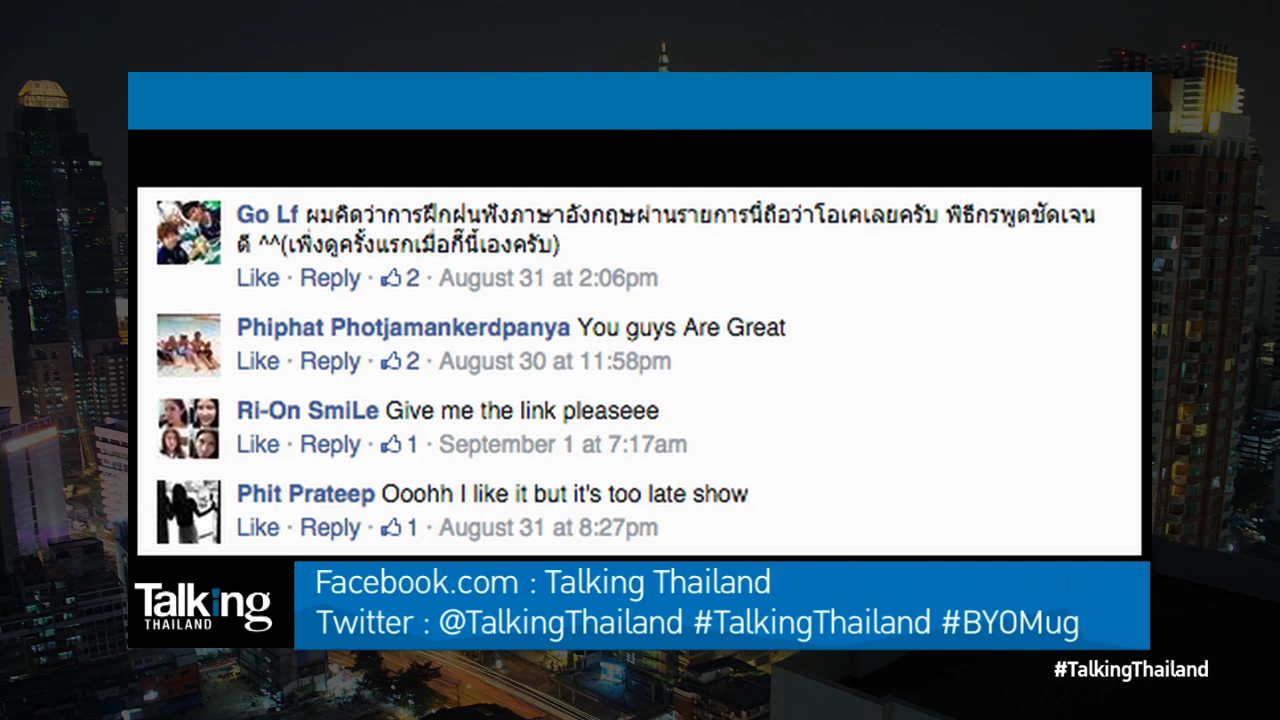 Go Lf ผมคิดว่าการฝึกฝนฟังภาษาอังกฤษผ่านรายการนี้ถือว่าโอเคเลยครับ พิธีกรพูดชัดเจน
ดี ^^(เพิ่งดูครั้งแรกเมื่อกี๊นี้เองครับ)
Like · Reply · 2 · August 31 at 2:06pm
Phiphat Photjamankerdpanya You guys Are Great
Like · Reply · 2 · August 30 at 11:58pm
Ri-On SmiLe Give me the link pleaseee
Like · Reply · 1 · September 1 at 7:17am
Phit Prateep Ooohh I like it but it's too late show
Like · Reply · 1 · August 31 at 8:27pm
Talking
THAILAND
Facebook.com : Talking Thailand
Twitter : @TalkingThailand #TalkingThailand #BYOMug
#TalkingThailand